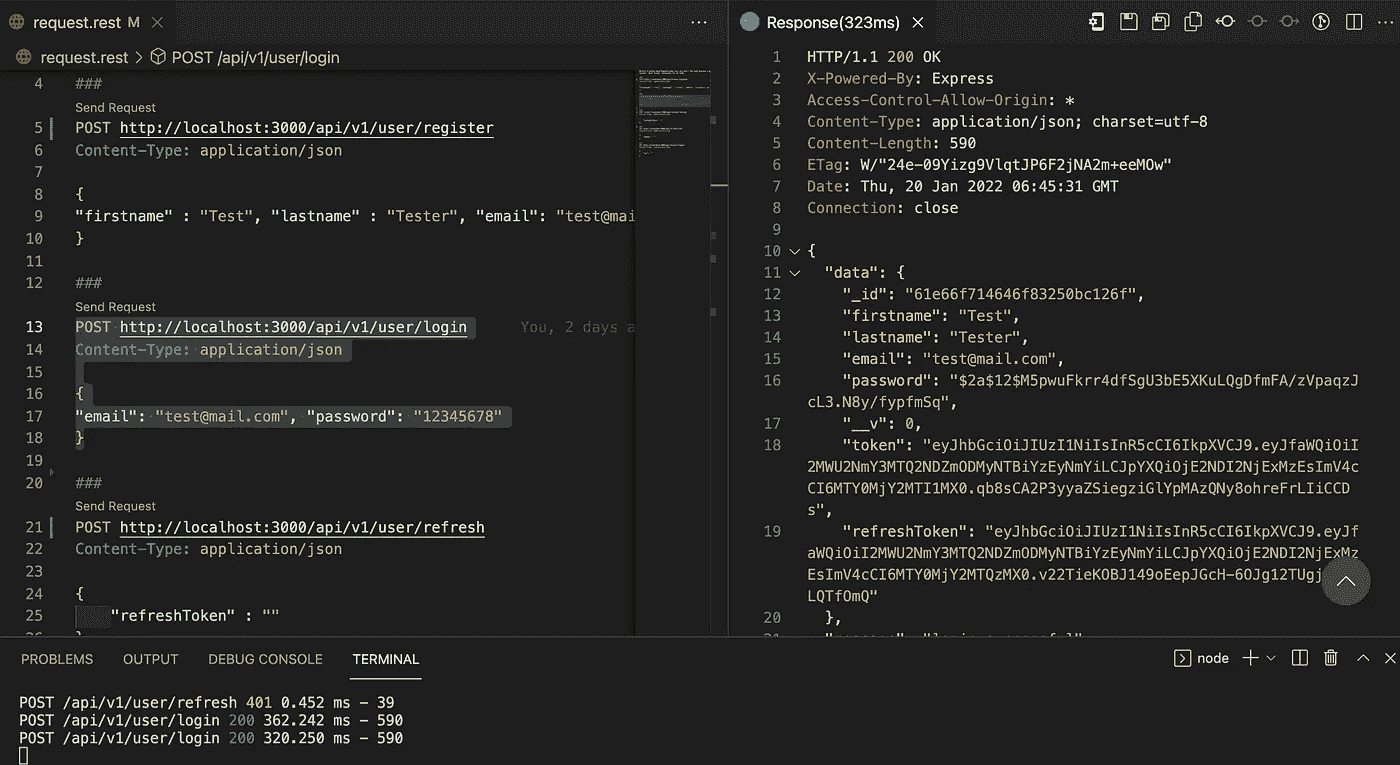 request.rest M
request.rest > POST /api/v1/user/login
4 ###
Send Request
5 POST http://localhost:3000/api/v1/user/register
6 Content-Type: application/json
7
8 {
9 "firstname" : "Test", "lastname" : "Tester", "email": "test@mai
10 }
11
12 ###
Send Request
13 POST http://localhost:3000/api/v1/user/login You, 2 days a
14 Content-Type: application/json
15
16 {
17 "email": "test@mail.com", "password": "12345678"
18 }
19
20 ###
Send Request
21 POST http://localhost:3000/api/v1/user/refresh
22 Content-Type: application/json
23
24 {
25 "refreshToken" : ""
Response(323ms)
1 HTTP/1.1 200 OK
2 X-Powered-By: Express
3 Access-Control-Allow-Origin: *
4 Content-Type: application/json; charset=utf-8
5 Content-Length: 590
6 ETag: W/"24e-09Yizg9VlqtJP6F2jNA2m+eeMOw"
7 Date: Thu, 20 Jan 2022 06:45:31 GMT
8 Connection: close
9
10 {
11 "data": {
12 "_id": "61e66f714646f83250bc126f",
13 "firstname": "Test",
14 "lastname": "Tester",
15 "email": "test@mail.com",
16 "password": "$2a$12$M5pwuFkrr4dfSgU3bE5XKuLQgDfmFA/zVpaqzJ
cL3.N8y/fypfmSq",
17 "__v": 0,
18 "token": "eyJhbGciOiJIUzI1NiIsInR5cCI6IkpXVCJ9.eyJfaWQiOiI
2MWU2NmY3MTQ2NDZmODMyNTBiYzEyNmYiLCJpYXQiOjE2NDI2NjExMzEsImV4c
CI6MTY0MjY2MTI1MX0.qb8sCA2P3yyaZSiegziGlYpMAzQNy8ohreFrLIiCCD
s",
19 "refreshToken": "eyJhbGciOiJIUzI1NiIsInR5cCI6IkpXVCJ9.eyJf
aWQiOiI2MWU2NmY3MTQ2NDZmODMyNTBiYzEyNmYiLCJpYXQiOjE2NDI2NjExMz
EsImV4cCI6MTY0MjY2MTQzMX0.v22TieKOBJ149oEepJGcH-6OJg12TUgj
LQTfOmQ"
20 },
PROBLEMS OUTPUT DEBUG CONSOLE TERMINAL
node
POST /api/v1/user/refresh 401 0.452 ms - 39
POST /api/v1/user/login 200 362.242 ms - 590
POST /api/v1/user/login 200 320.250 ms - 590